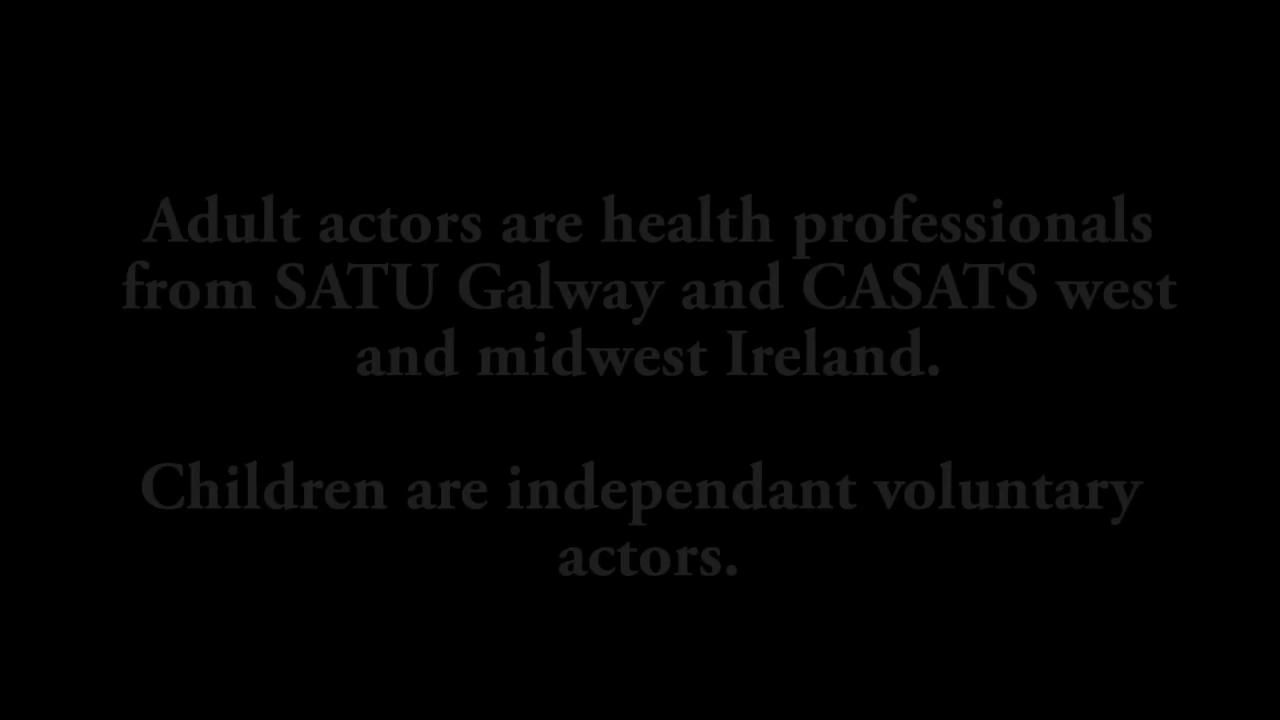 Adult actors are health professionals
from SATU Galway and CASATS west
and midwest Ireland.
Children are independant voluntary
actors.